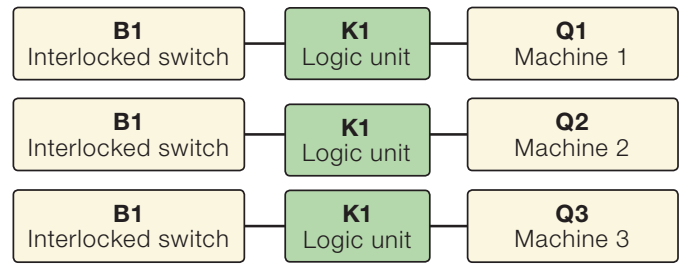 B1 K1 Q1
Interlocked switch Logic unit Machine 1
B1 K1 Q2
Interlocked switch Logic unit Machine 2
B1 K1 Q3
Interlocked switch Logic unit Machine 3